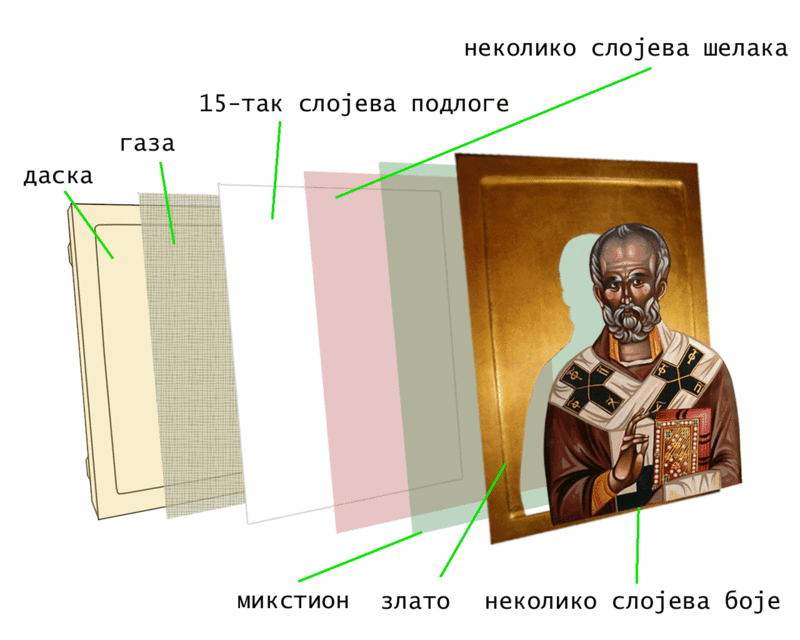 неколико слојева шелака
15-так слојева подлоге
газа
даска
микстион
злато
неколико слојева боје